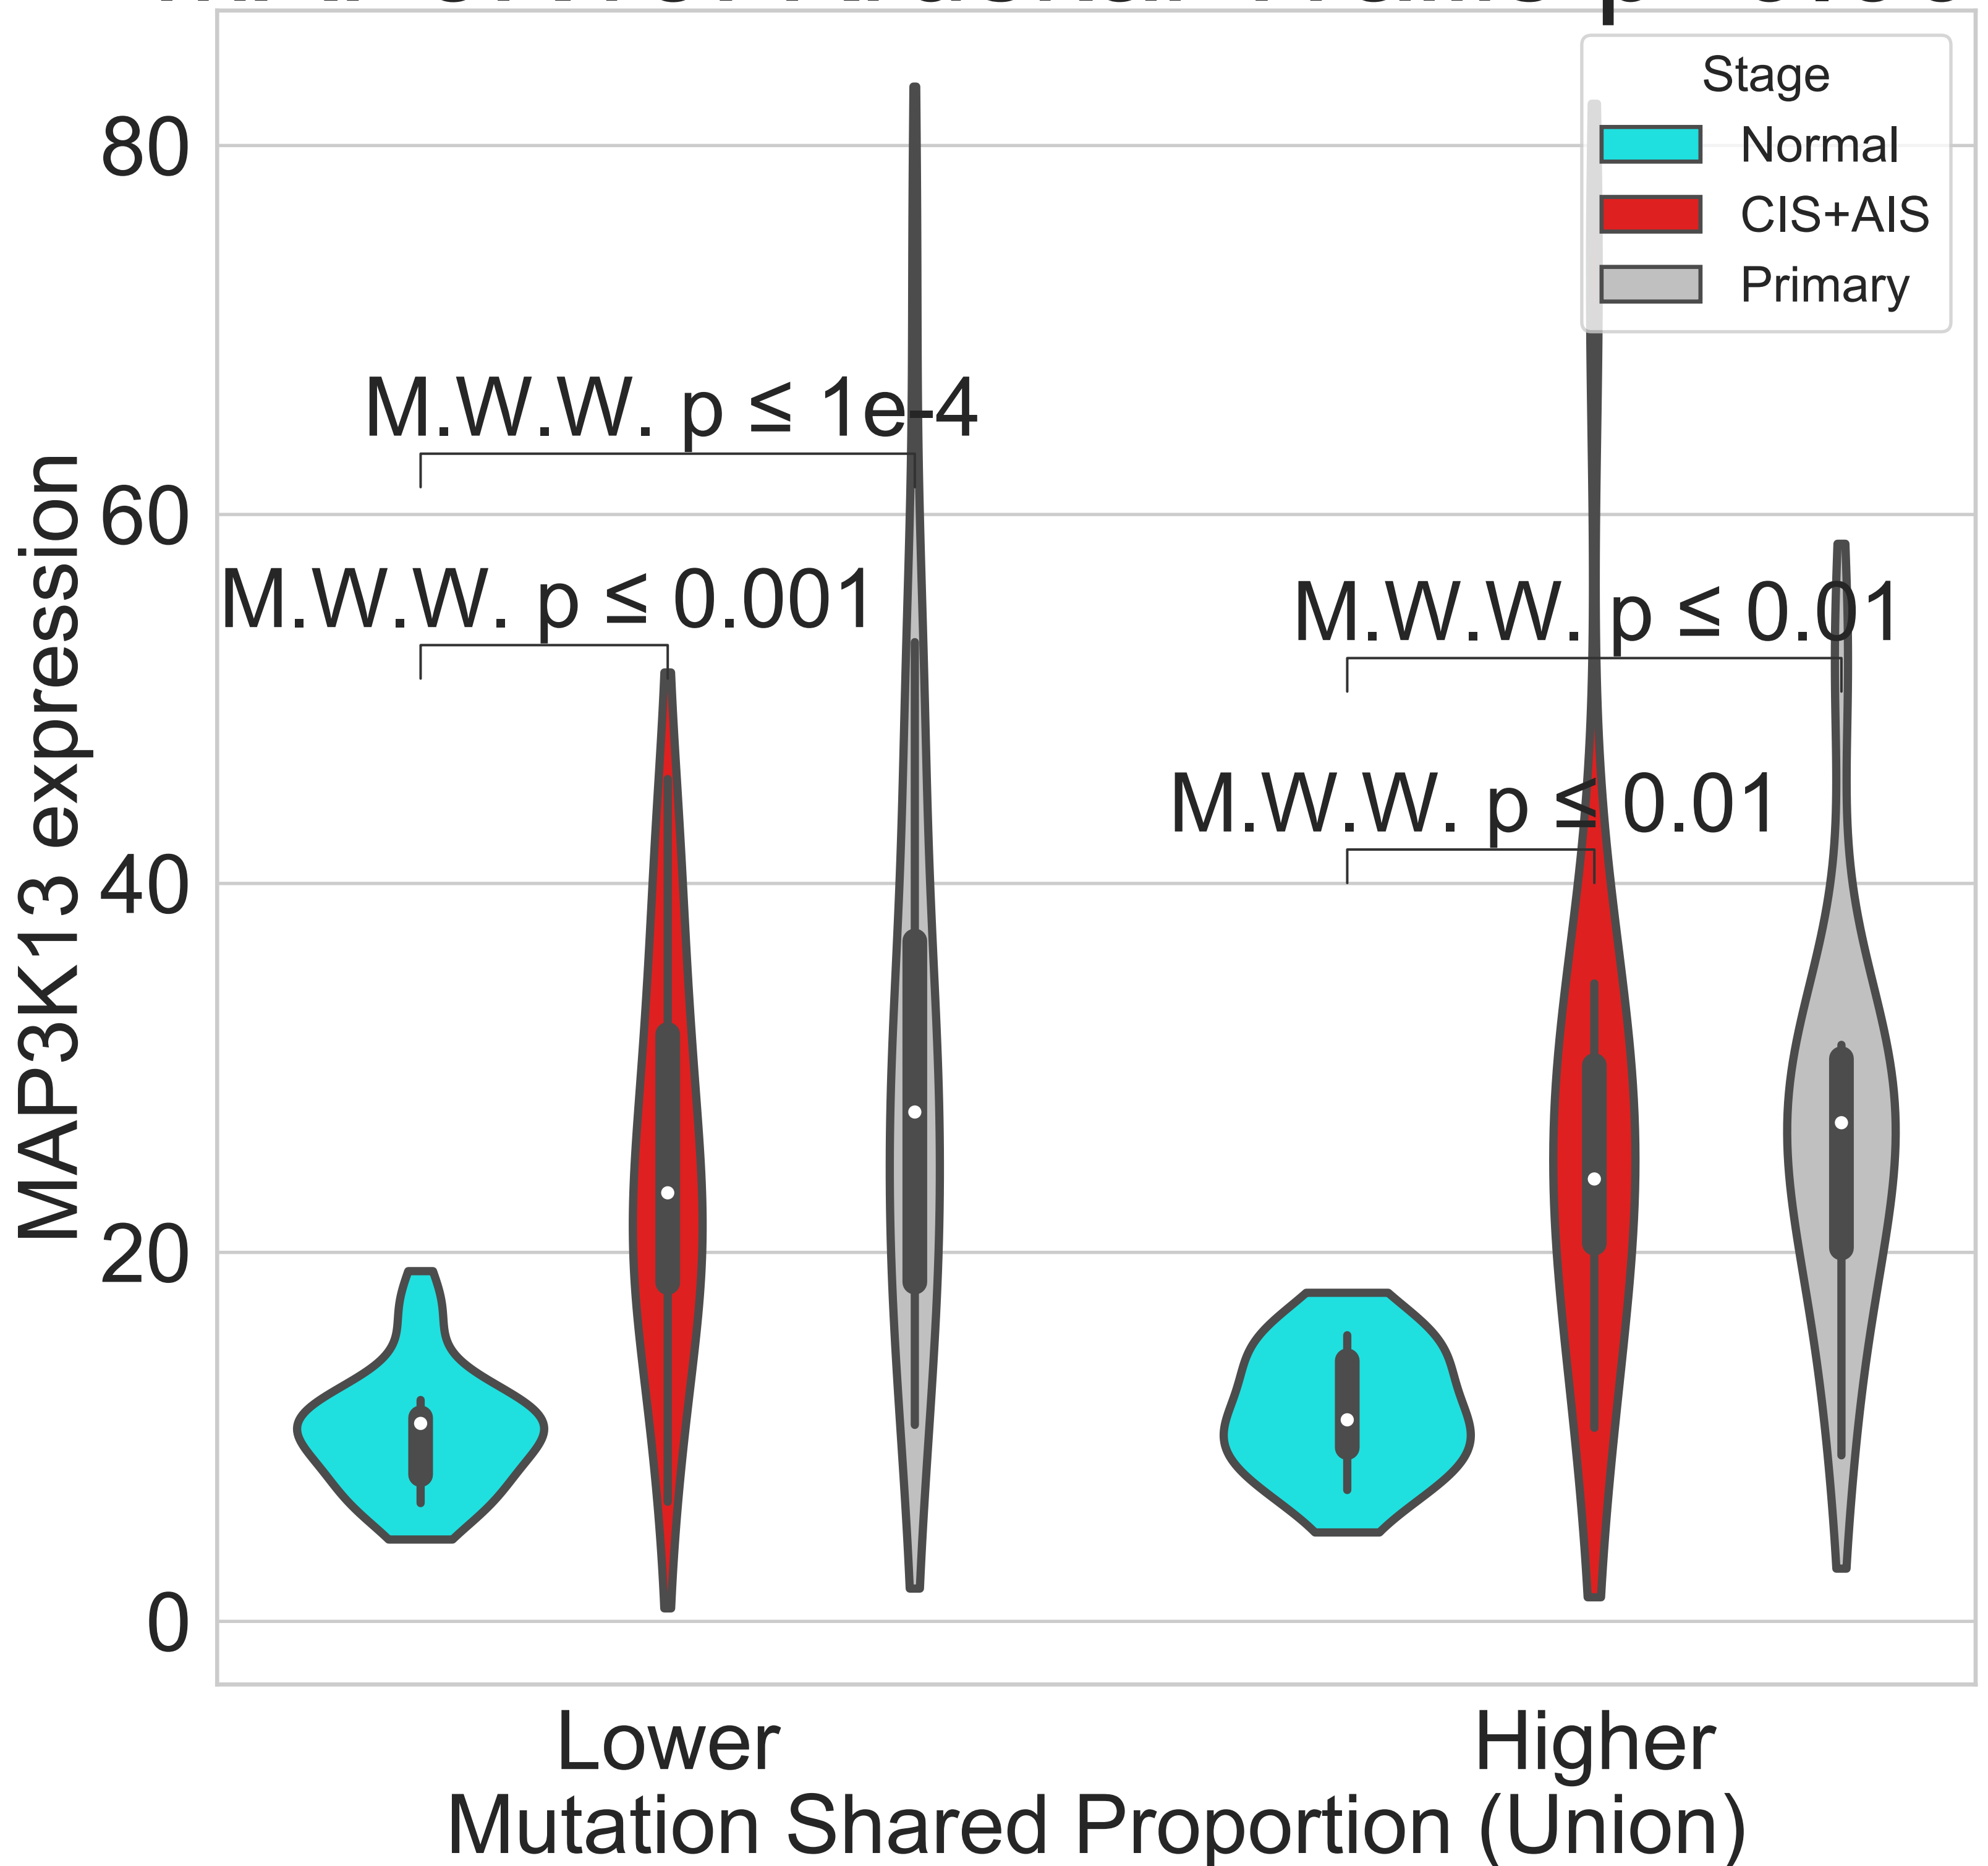 Stage
Normal
CIS+AIS
Primary
80
60
40
20
0
MAP3K13 expression
M.W.W. p ≤ 1e-4
M.W.W. p ≤ 0.001
M.W.W. p ≤ 0.01
M.W.W. p ≤ 0.01
Lower
Higher
Mutation Shared Proportion (Union)